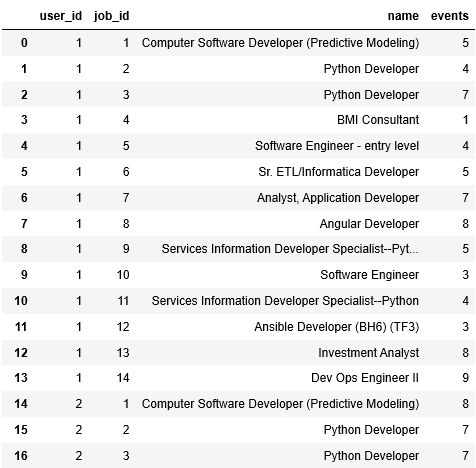 user_id job_id name events
0 1 1 Computer Software Developer (Predictive Modeling) 5
1 1 2 Python Developer 4
2 1 3 Python Developer 7
3 1 4 BMI Consultant 1
4 1 5 Software Engineer - entry level 4
5 1 6 Sr. ETL/Informatica Developer 5
6 1 7 Analyst, Application Developer 7
7 1 8 Angular Developer 8
8 1 9 Services Information Developer Specialist--Pyt... 5
9 1 10 Software Engineer 3
10 1 11 Services Information Developer Specialist--Python 4
11 1 12 Ansible Developer (BH6) (TF3) 3
12 1 13 Investment Analyst 8
13 1 14 Dev Ops Engineer II 9
14 2 1 Computer Software Developer (Predictive Modeling) 8
15 2 2 Python Developer 7
16 2 3 Python Developer 7